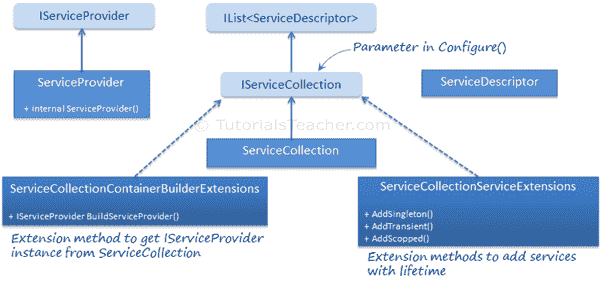 IServiceProvider
IList<ServiceDescriptor>
Parameter in Configure()
ServiceProvider
+ internal ServiceProvider()
IServiceCollection
ServiceDescriptor
© TutorialsTeacher.com
ServiceCollection
ServiceCollectionContainerBuilderExtensions
+ IServiceProvider BuildServiceProvider()
Extension method to get IServiceProvider
instance from ServiceCollection
ServiceCollectionServiceExtensions
+ AddSingleton()
+ AddTransient()
+ AddScopped()
Extension methods to add services
with lifetime